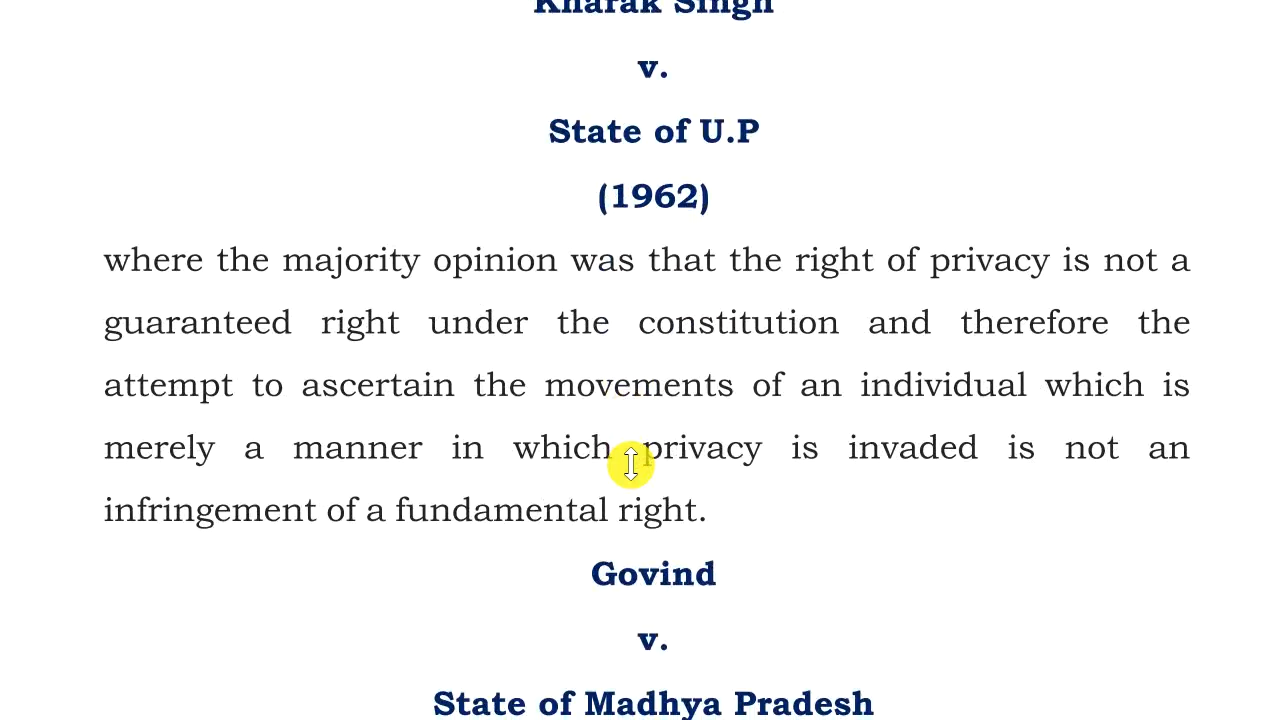 Kharak Singh
v.
State of U.P
(1962)
where the majority opinion was that the right of privacy is not a
guaranteed right under the constitution and therefore the
attempt to ascertain the movements of an individual which is
merely a manner in which privacy is invaded is not an
infringement of a fundamental right.
Govind
v.
State of Madhya Pradesh